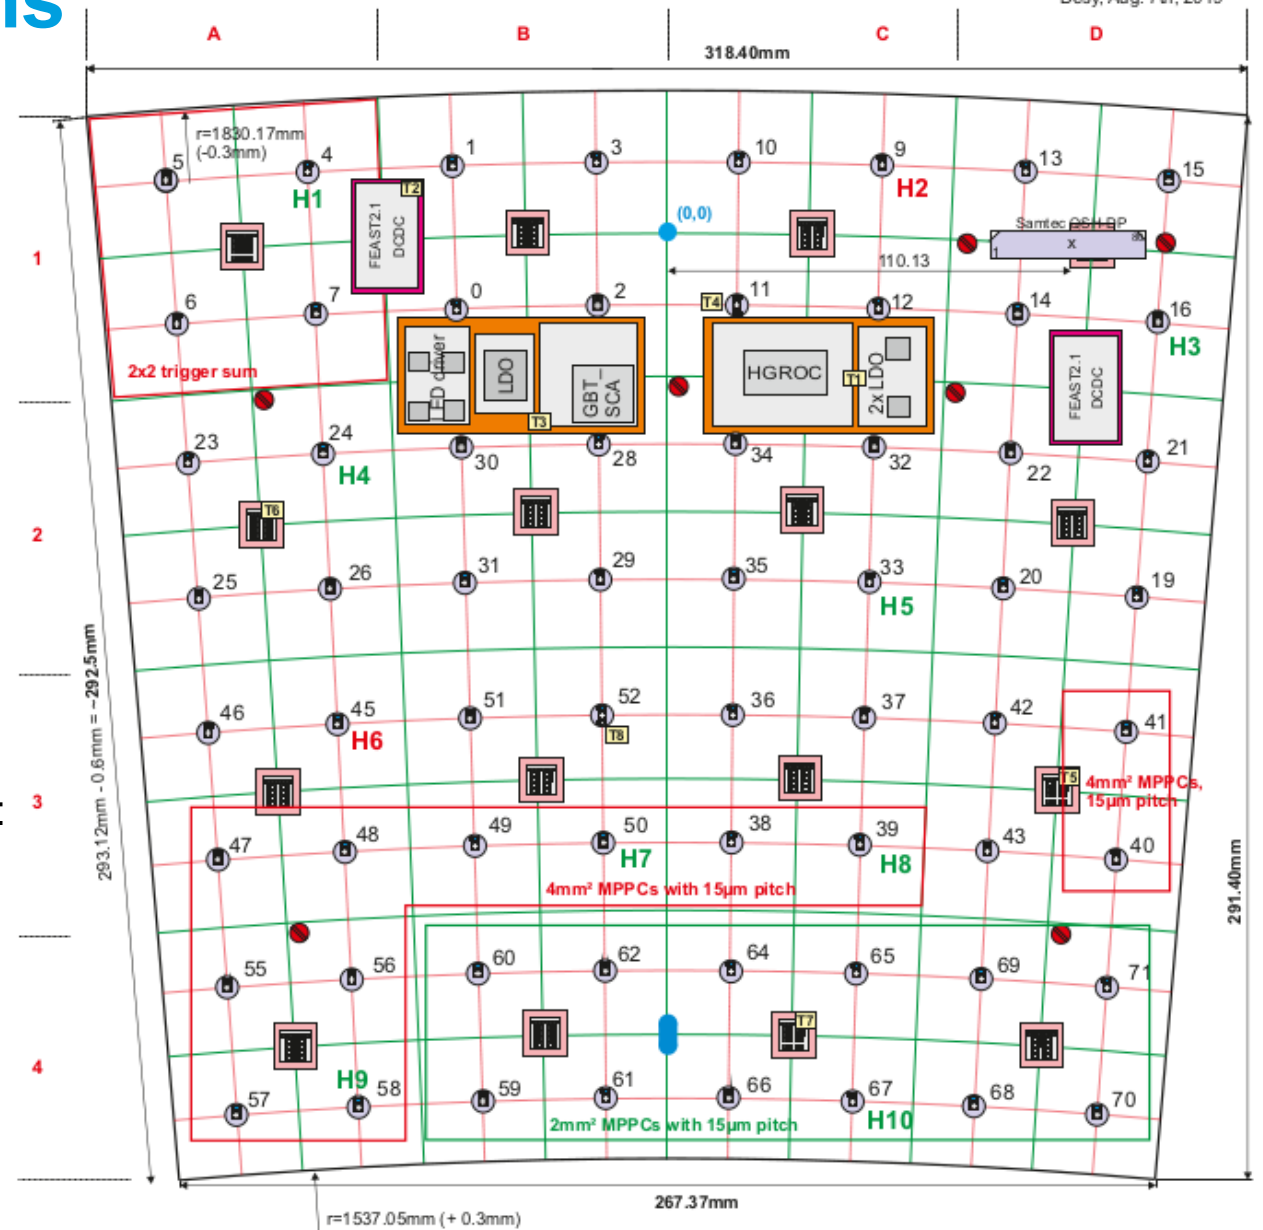 ns
A B C D
318.40mm
r=1830.17mm
(-0.3mm)
5 4 1 3 10 9 13 15
H1 H2
T2
FEAST2.1
DCDC
(0,0)
Samtec QSH-DP
1 x
110.13
1
6 7 0 2 T4 11 12 14 16
H3
2x2 trigger sum
LED driver
LDO
GBT_
SCA
T3
HGROC
T1
2x LDO
FEAST2.1
DCDC
23 24 30 28 34 32 22 21
H4
T6
2
25 26 31 29 35 33 20 19
H5
46 45 51 52 36 37 42 41
H6
T8
T5
4mm² MPPCs,
15µm pitch
3
47 48 49 50 38 39 43 40
H7 H8
4mm² MPPCs with 15µm pitch
293.12mm - 0.6mm = ~292.5mm
291.40mm
55 56 60 62 64 65 69 71
T7
4
H9
57 58 59 61 66 67 68 70
H10
2mm² MPPCs with 15µm pitch
267.37mm
r=1537.05mm (+ 0.3mm)